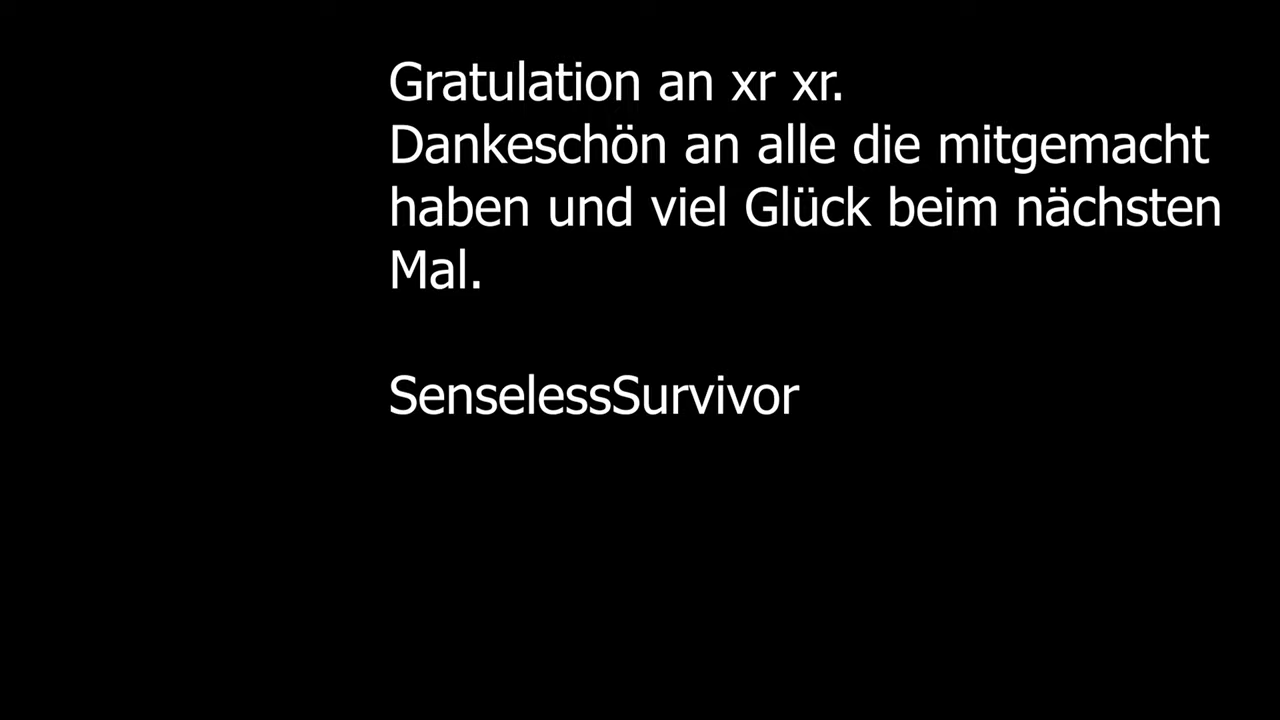 Gratulation an xr xr.
Dankeschön an alle die mitgemacht
haben und viel Glück beim nächsten
Mal.
SenselessSurvivor